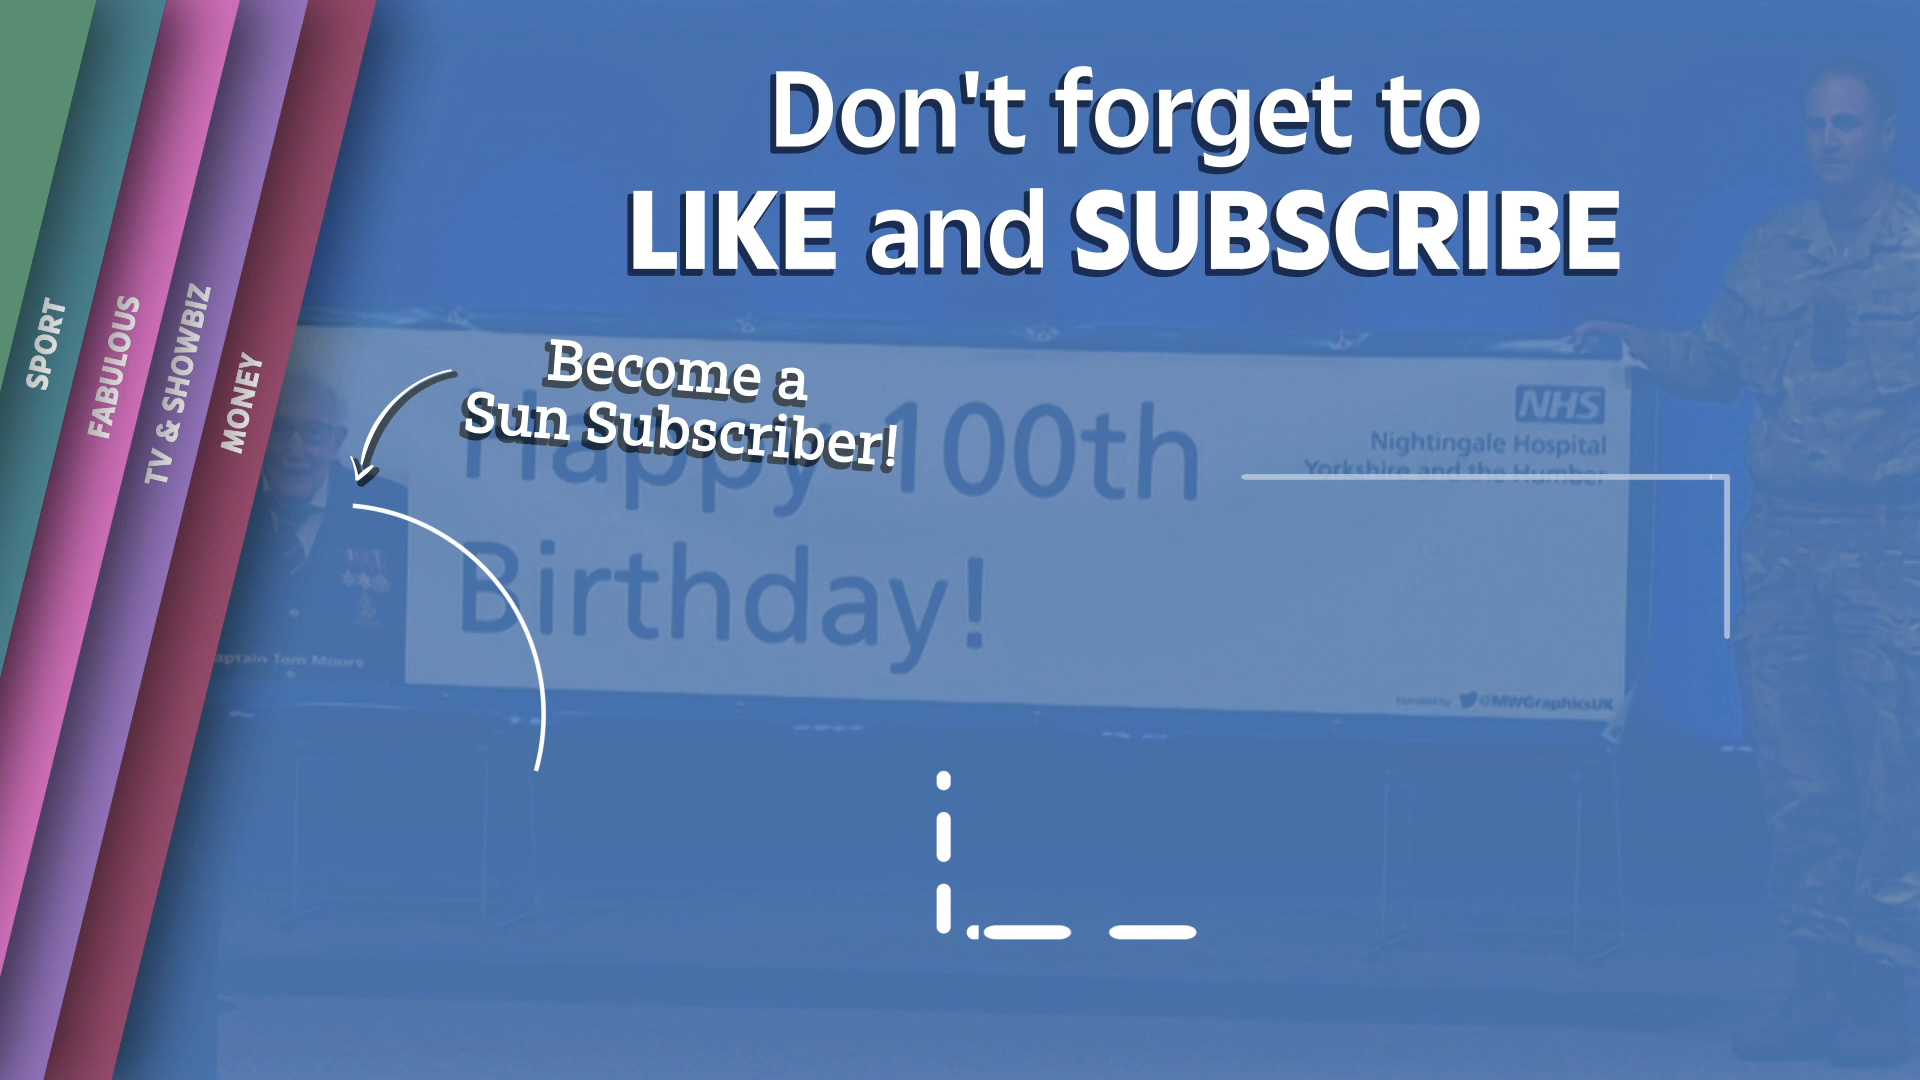 Don't forget to
LIKE and SUBSCRIBE
SPORT
FABULOUS
TV & SHOWBIZ
MONEY
Become a
Sun Subscriber!
Happy 100th
Birthday!
NHS
Nightingale Hospital
Yorkshire and the Humber
aptain Tom Moore
@MWGraphicsUK